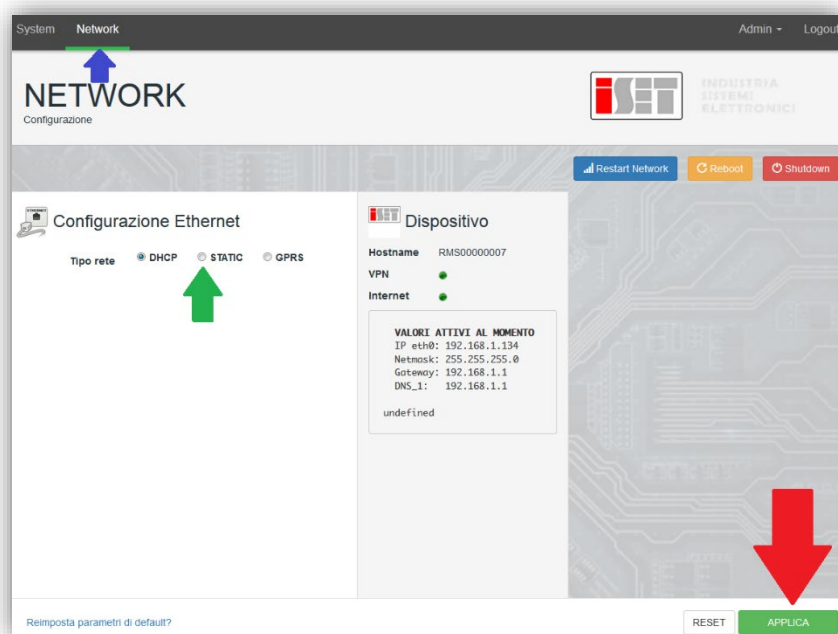 System Network Admin Logout
NETWORK
Configurazione
iSET
INDUSTRIA
SISTEMI
ELETTRONICI
Restart Network Reboot Shutdown
Configurazione Ethernet
Tipo rete DHCP STATIC GPRS
iSET Dispositivo
Hostname RMS00000007
VPN
Internet
VALORI ATTIVI AL MOMENTO
IP eth0: 192.168.1.134
Netmask: 255.255.255.0
Gateway: 192.168.1.1
DNS_1: 192.168.1.1
undefined
Reimposta parametri di default?
RESET APPLICA